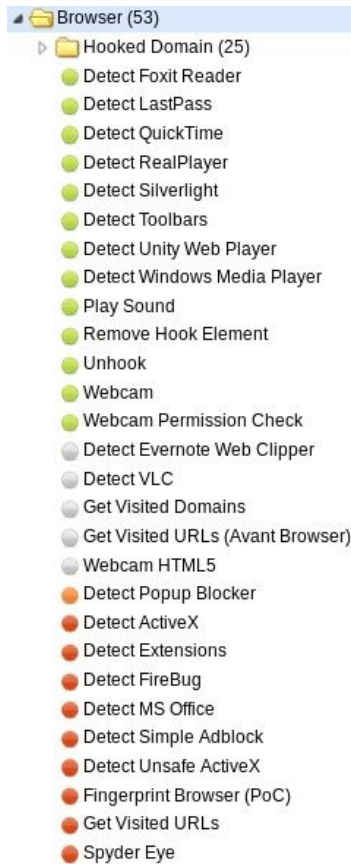 Browser (53)
Hooked Domain (25)
Detect Foxit Reader
Detect LastPass
Detect QuickTime
Detect RealPlayer
Detect Silverlight
Detect Toolbars
Detect Unity Web Player
Detect Windows Media Player
Play Sound
Remove Hook Element
Unhook
Webcam
Webcam Permission Check
Detect Evernote Web Clipper
Detect VLC
Get Visited Domains
Get Visited URLs (Avant Browser)
Webcam HTML5
Detect Popup Blocker
Detect ActiveX
Detect Extensions
Detect FireBug
Detect MS Office
Detect Simple Adblock
Detect Unsafe ActiveX
Fingerprint Browser (PoC)
Get Visited URLs
Spyder Eye